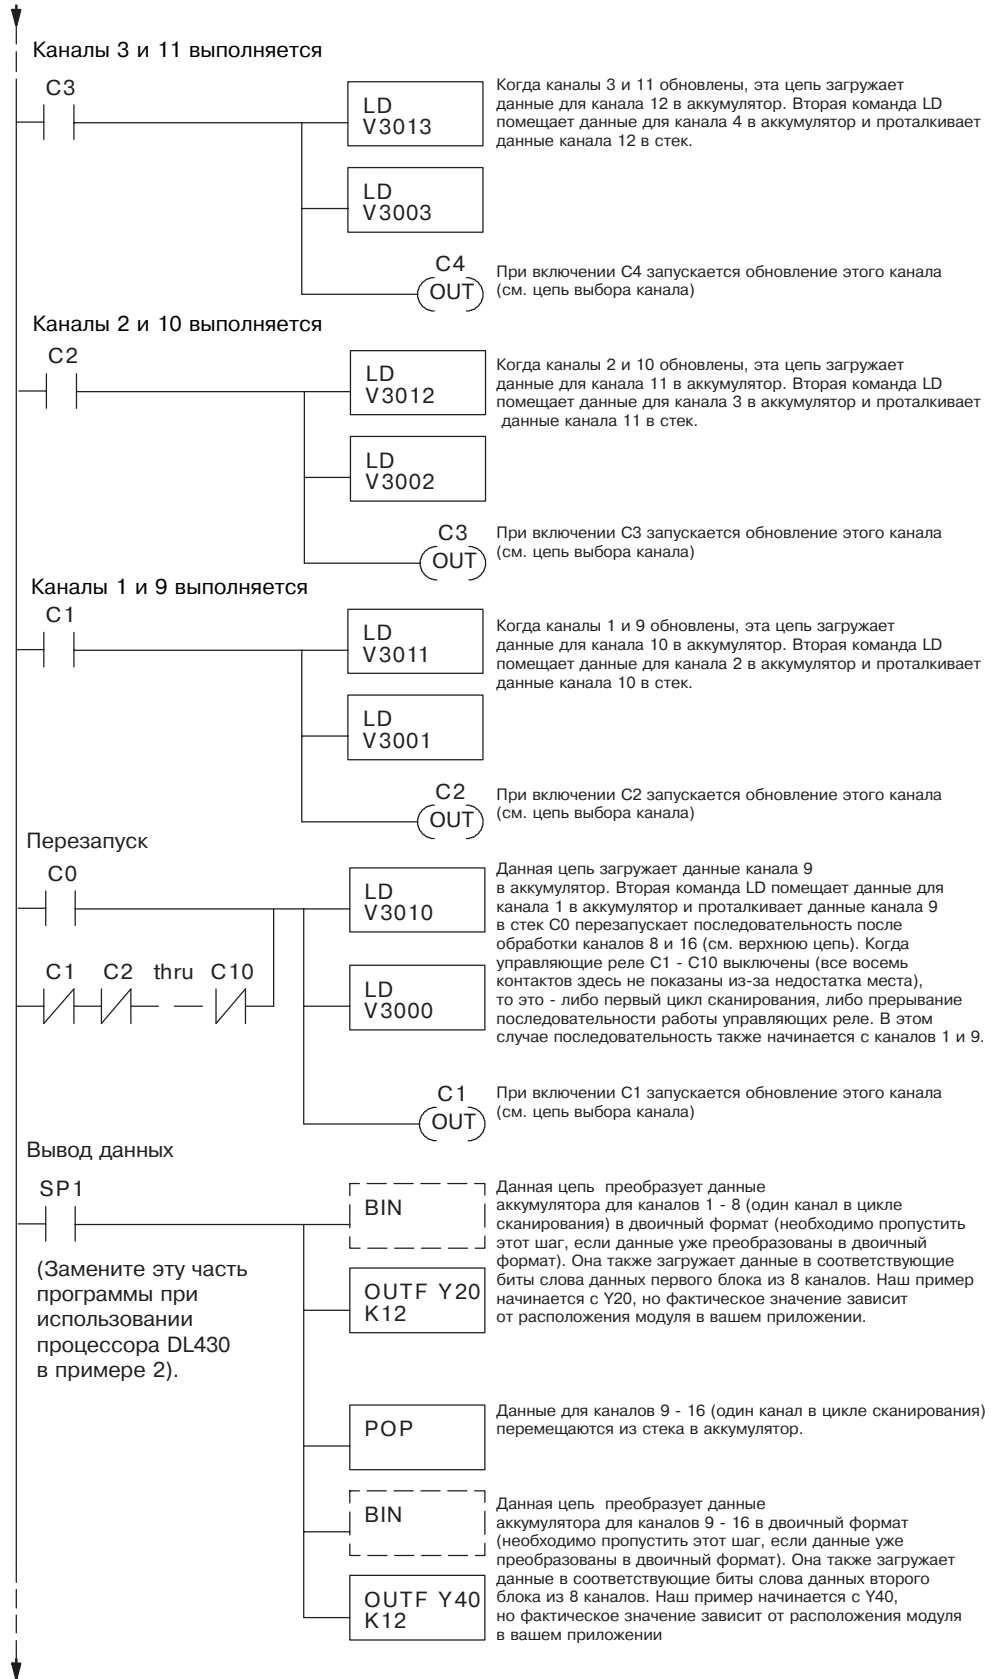 Каналы 3 и 11 выполняется
C3
LD
V3013
Когда каналы 3 и 11 обновлены, эта цепь загружает
данные для канала 12 в аккумулятор. Вторая команда LD
помещает данные для канала 4 в аккумулятор и проталкивает
данные канала 12 в стек.
LD
V3003
C4
OUT
При включении C4 запускается обновление этого канала
(см. цепь выбора канала)
Каналы 2 и 10 выполняется
C2
LD
V3012
Когда каналы 2 и 10 обновлены, эта цепь загружает
данные для канала 11 в аккумулятор. Вторая команда LD
помещает данные для канала 3 в аккумулятор и проталкивает
данные канала 11 в стек.
LD
V3002
C3
OUT
При включении C3 запускается обновление этого канала
(см. цепь выбора канала)
Каналы 1 и 9 выполняется
C1
LD
V3011
Когда каналы 1 и 9 обновлены, эта цепь загружает
данные для канала 10 в аккумулятор. Вторая команда LD
помещает данные для канала 2 в аккумулятор и проталкивает
данные канала 10 в стек.
LD
V3001
C2
OUT
При включении C2 запускается обновление этого канала
(см. цепь выбора канала)
Перезапуск
C0
LD
V3010
Данная цепь загружает данные канала 9
в аккумулятор. Вторая команда LD помещает данные для
канала 1 в аккумулятор и проталкивает данные канала 9
в стек C0 перезапускает последовательность после
обработки каналов 8 и 16 (см. верхнюю цепь). Когда
управляющие реле C1 - C10 выключены (все восемь
контактов здесь не показаны из-за недостатка места),
то это - либо первый цикл сканирования, либо прерывание
последовательности работы управляющих реле. В этом
случае последовательность также начинается с каналов 1 и 9.
C1 C2 thru C10
LD
V3000
C1
OUT
При включении C1 запускается обновление этого канала
(см. цепь выбора канала)
Вывод данных
SP1
(Замените эту часть
программы при
использовании
процессора DL430
в примере 2).
BIN
Данная цепь преобразует данные
аккумулятора для каналов 1 - 8 (один канал в цикле
сканирования) в двоичный формат (необходимо пропустить
этот шаг, если данные уже преобразованы в двоичный
формат). Она также загружает данные в соответствующие
биты слова данных первого блока из 8 каналов. Наш пример
начинается с Y20, но фактическое значение зависит
от расположения модуля в вашем приложении.
OUTF Y20
K12
POP
Данные для каналов 9 - 16 (один канал в цикле сканирования)
перемещаются из стека в аккумулятор.
BIN
Данная цепь преобразует данные
аккумулятора для каналов 9 - 16 в двоичный формат
(необходимо пропустить этот шаг, если данные уже
преобразованы в двоичный формат). Она также загружает
данные в соответствующие биты слова данных второго
блока из 8 каналов. Наш пример начинается с Y40,
но фактическое значение зависит от расположения модуля
в вашем приложении
OUTF Y40
K12